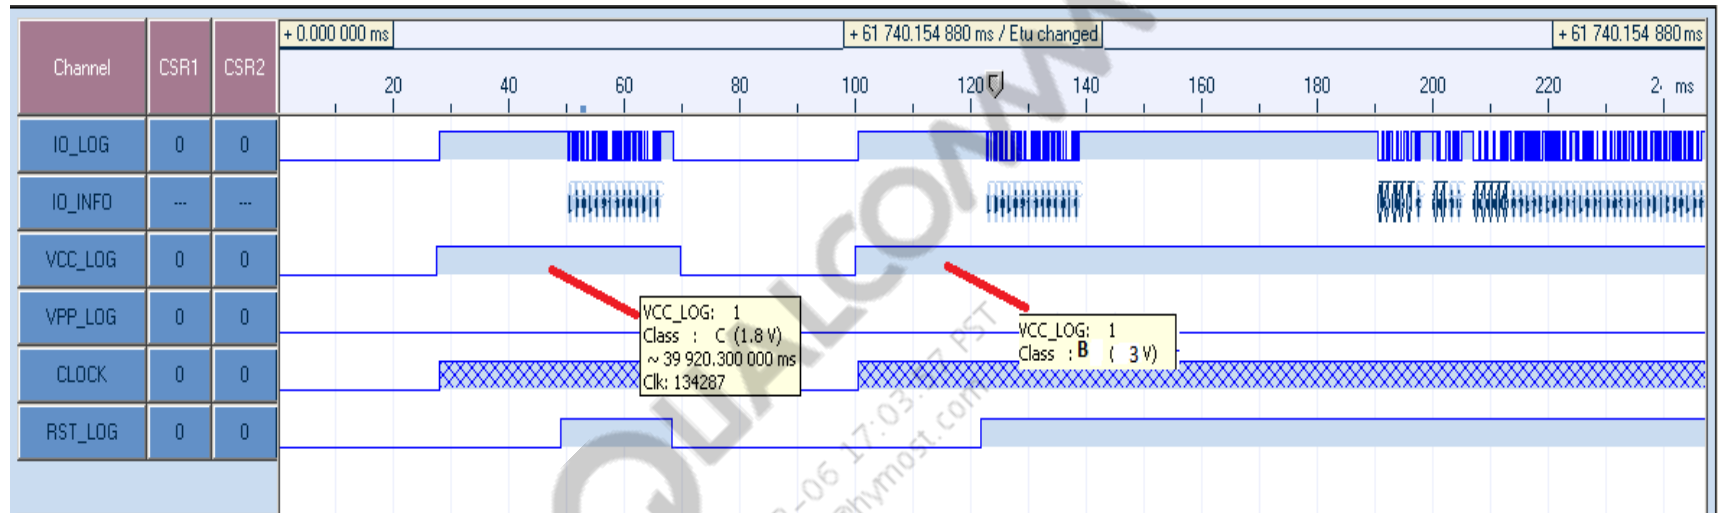 + 0.000 000 ms
+ 61 740.154 880 ms / Etu changed
+ 61 740.154 880 ms
Channel CSR1 CSR2
20 40 60 80 100 120 140 160 180 200 220 2· ms
IO_LOG 0 0
IO_INFO --- ---
VCC_LOG 0 0
VPP_LOG 0 0
CLOCK 0 0
RST_LOG 0 0
VCC_LOG: 1
Class : C (1.8 V)
~ 39 920.300 000 ms
Clk: 134287
VCC_LOG: 1
Class : B ( 3 V)
QUALCOMM